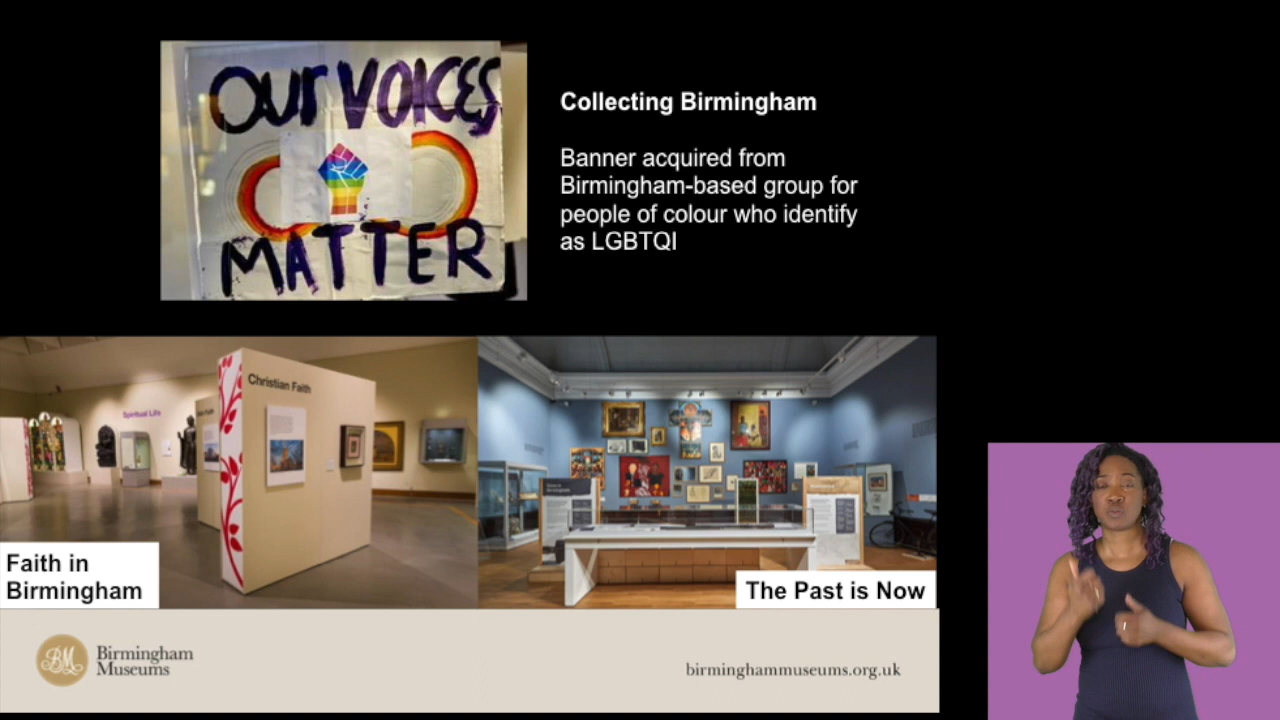 OUr VOICES
MATTER
Collecting Birmingham
Banner acquired from
Birmingham-based group for
people of colour who identify
as LGBTQI
Spiritual Life
Christian Faith
Faith in
Birmingham
The Past is Now
BM
Birmingham
Museums
birminghammuseums.org.uk